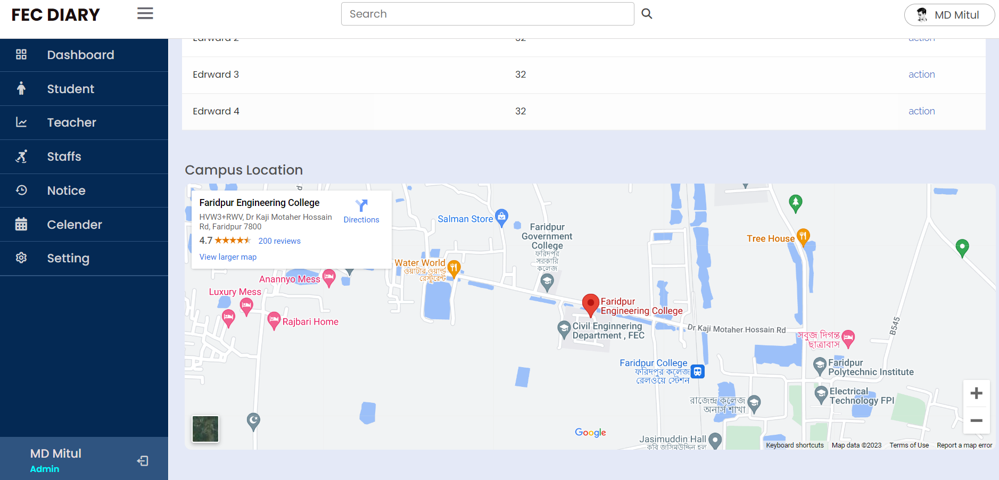 FEC DIARY
Search
MD Mitul
Dashboard
Student
Teacher
Staffs
Notice
Celender
Setting
MD Mitul
Admin
Edrward 2 32 action
Edrward 3 32 action
Edrward 4 32 action
Campus Location
Faridpur Engineering College
HVW3+RWV, Dr Kaji Motaher Hossain
Rd, Faridpur 7800
4.7 200 reviews
View larger map
Directions
Salman Store
Faridpur
Government
College
ফরিদপুর
সরকারি
কলেজ
Tree House
Water World
ওয়াটার ওয়ার্ল্ড
রেস্টুরেন্ট
Anannyo Mess
Luxury Mess
Rajbari Home
Faridpur
Engineering College
Civil Enginnering
Department , FEC
Dr Kaji Motaher Hossain Rd
B545
সবুজ দিগন্ত
ছাত্রাবাস
Faridpur College
ফরিদপুর কলেজ
রেলওয়ে স্টেশন
Faridpur
Polytechnic Institute
Electrical
Technology FPI
রাজেন্দ্র কলেজ
অনার্স শাখা
Jasimuddin Hall
কবি জসিমউদ্দিন হল
Google
Keyboard shortcuts
Map data ©2023
Terms of Use
Report a map error